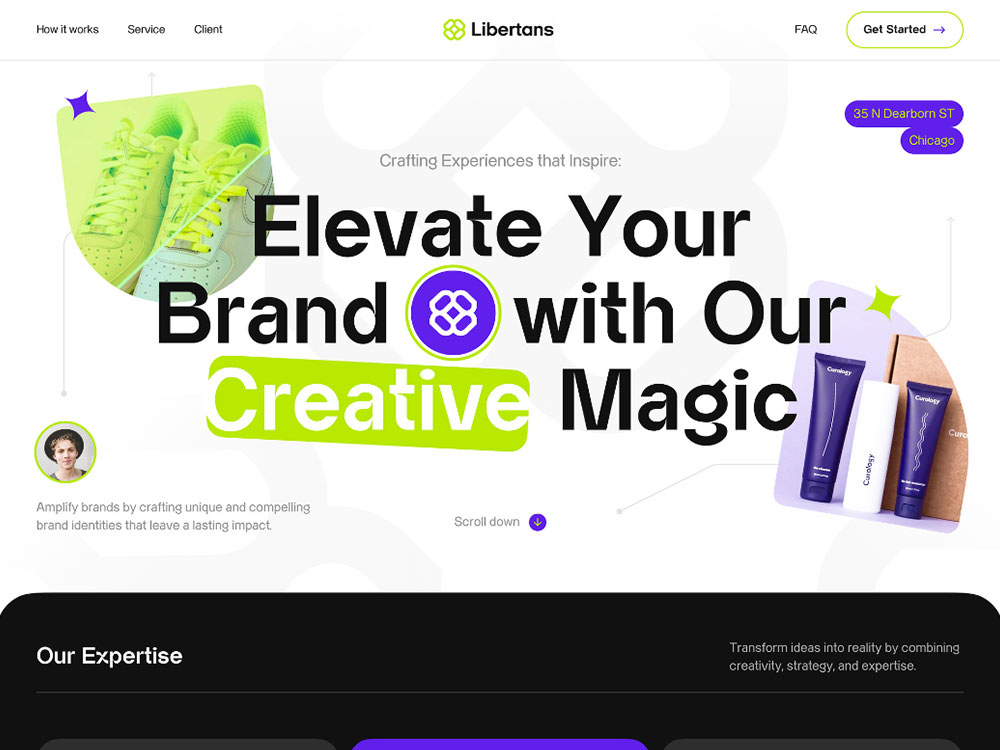 How it works
Service
Client
Libertans
FAQ
Get Started
35 N Dearborn ST
Chicago
Crafting Experiences that Inspire:
Elevate Your
Brand with Our
Creative Magic
Curology
Curology
Curology
Amplify brands by crafting unique and compelling
brand identities that leave a lasting impact.
Scroll down
Our Expertise
Transform ideas into reality by combining
creativity, strategy, and expertise.